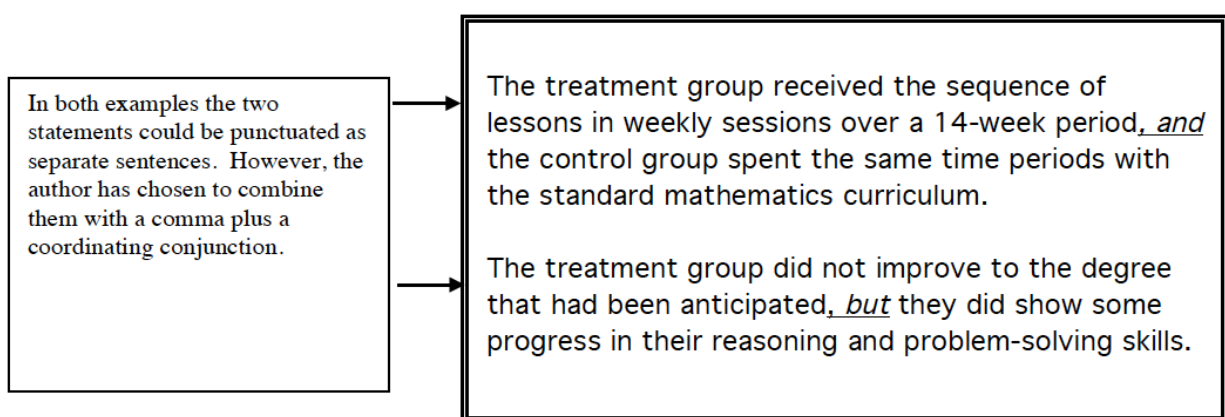 In both examples the two
statements could be punctuated as
separate sentences.  However, the
author has chosen to combine
them with a comma plus a
coordinating conjunction.
The treatment group received the sequence of
lessons in weekly sessions over a 14-week period, and
the control group spent the same time periods with
the standard mathematics curriculum.
The treatment group did not improve to the degree
that had been anticipated, but they did show some
progress in their reasoning and problem-solving skills.